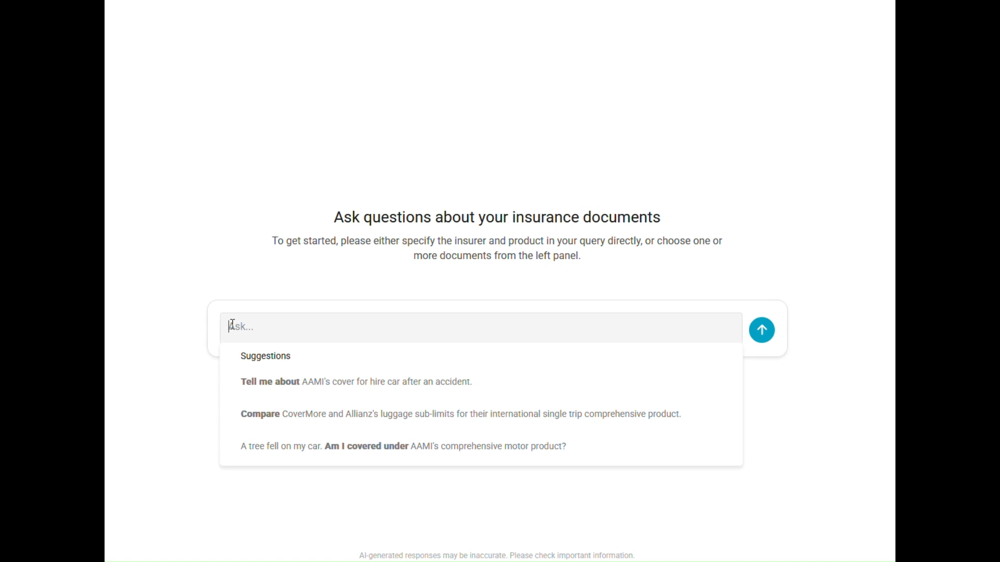 Ask questions about your insurance documents
To get started, please either specify the insurer and product in your query directly, or choose one or
more documents from the left panel.
Ask...
Suggestions
Tell me about AAMI's cover for hire car after an accident.
Compare CoverMore and Allianz's luggage sub-limits for their international single trip comprehensive product.
A tree fell on my car. Am I covered under AAMI's comprehensive motor product?
AI-generated responses may be inaccurate. Please check important information.